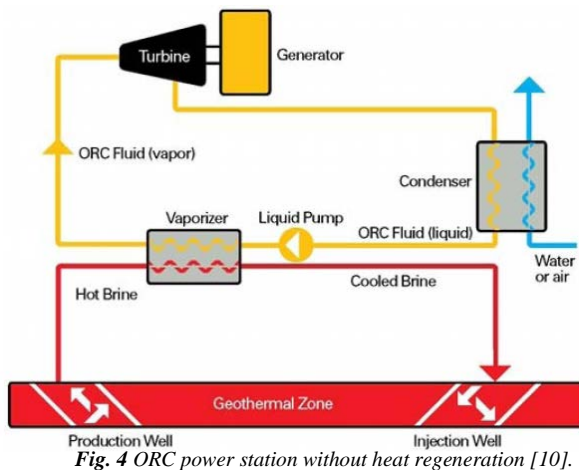 Turbine
Generator
ORC Fluid (vapor)
Condenser
Vaporizer
Liquid Pump
ORC Fluid (liquid)
Water
or air
Hot Brine
Cooled Brine
Geothermal Zone
Production Well
Injection Well
Fig. 4 ORC power station without heat regeneration [10].